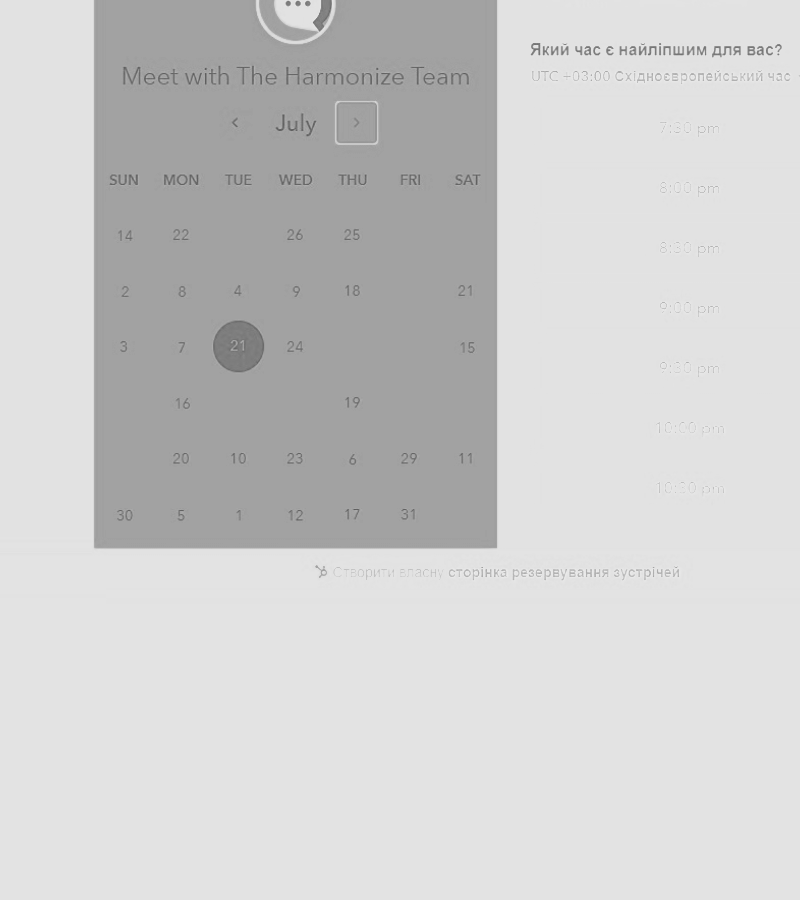 Meet with The Harmonize Team
July
SUN MON TUE WED THU FRI SAT
14 22 26 25
2 8 4 9 18 21
3 7 21 24 15
16 19
20 10 23 6 29 11
30 5 1 12 17 31
Який час є найліпшим для вас?
UTC +03:00 Східноєвропейський час
7:30 pm
8:00 pm
8:30 pm
9:00 pm
9:30 pm
10:00 pm
10:30 pm
Створити власну сторінка резервування зустрічей